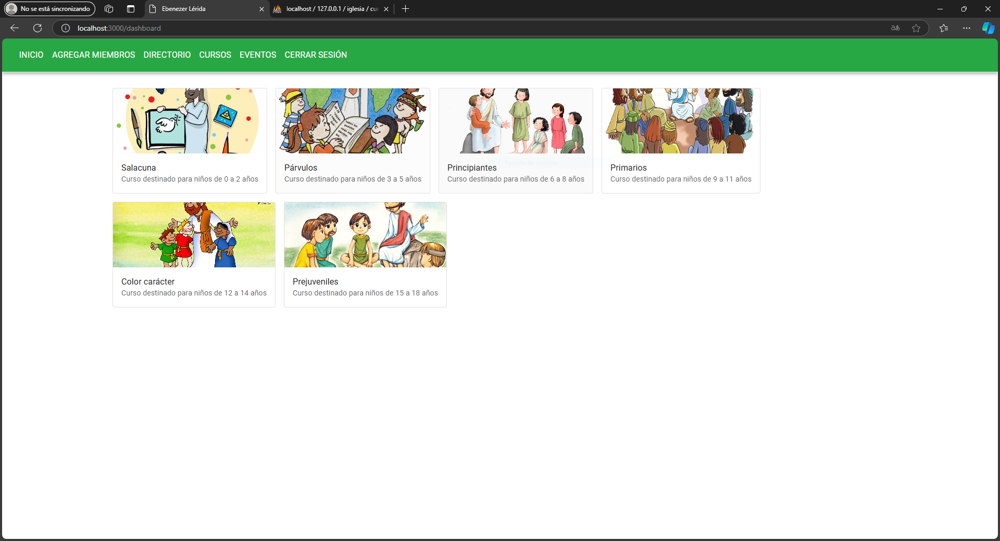 No se está sincronizando
Ebenezer Lérida
localhost / 127.0.0.1 / iglesia / cur
localhost:3000/dashboard
INICIO AGREGAR MIEMBROS DIRECTORIO CURSOS EVENTOS CERRAR SESIÓN
Salacuna
Curso destinado para niños de 0 a 2 años
Párvulos
Curso destinado para niños de 3 a 5 años
Principiantes
Curso destinado para niños de 6 a 8 años
Primarios
Curso destinado para niños de 9 a 11 años
Color carácter
Curso destinado para niños de 12 a 14 años
Prejuveniles
Curso destinado para niños de 15 a 18 años